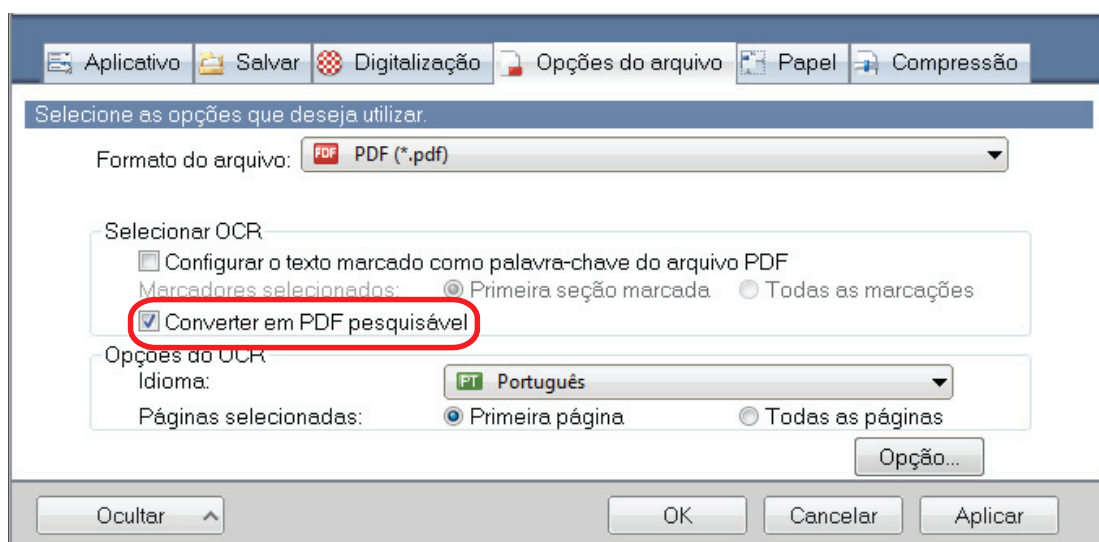 Aplicativo Salvar Digitalização Opções do arquivo Papel Compressão
Selecione as opções que deseja utilizar.
Formato do arquivo: PDF PDF (*.pdf)
Selecionar OCR
Configurar o texto marcado como palavra-chave do arquivo PDF
Marcadores selecionados: Primeira seção marcada Todas as marcações
Converter em PDF pesquisável
Opções do OCR
Idioma: PT Português
Páginas selecionadas: Primeira página Todas as páginas
Opção...
Ocultar OK Cancelar Aplicar